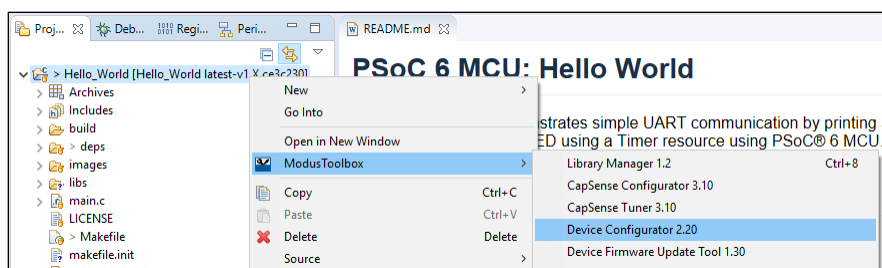 Proj... Deb... Regi... Peri... README.md
> Hello_World [Hello_World latest-v1.X ce3c230]
PSoC 6 MCU: Hello World
Archives
Includes
build
> deps
images
libs
main.c
LICENSE
> Makefile
makefile.init
New
Go Into
Open in New Window
ModusToolbox
Copy Ctrl+C
Paste Ctrl+V
Delete Delete
Source
strates simple UART communication by printing
ED using a Timer resource using PSoC® 6 MCU.
Library Manager 1.2 Ctrl+8
CapSense Configurator 3.10
CapSense Tuner 3.10
Device Configurator 2.20
Device Firmware Update Tool 1.30